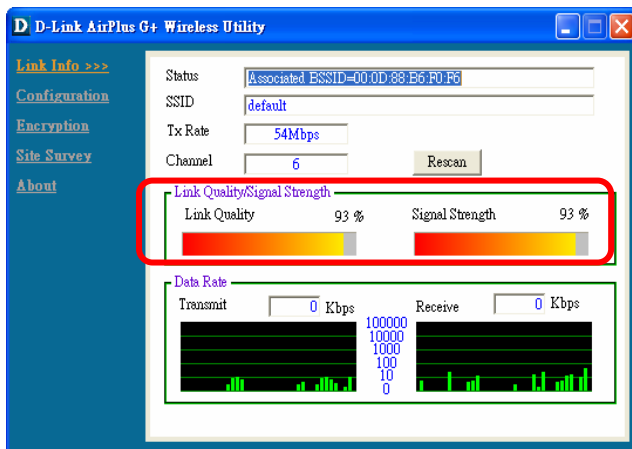 D D-Link AirPlus G+ Wireless Utility
Link Info >>>
Configuration
Encryption
Site Survey
About
Status Associated BSSID=00:0D:88:B6:F0:F6
SSID default
Tx Rate 54Mbps
Channel 6 Rescan
Link Quality/Signal Strength
Link Quality 93 % Signal Strength 93 %
Data Rate
Transmit 0 Kbps Receive 0 Kbps
100000
10000
1000
100
10
0